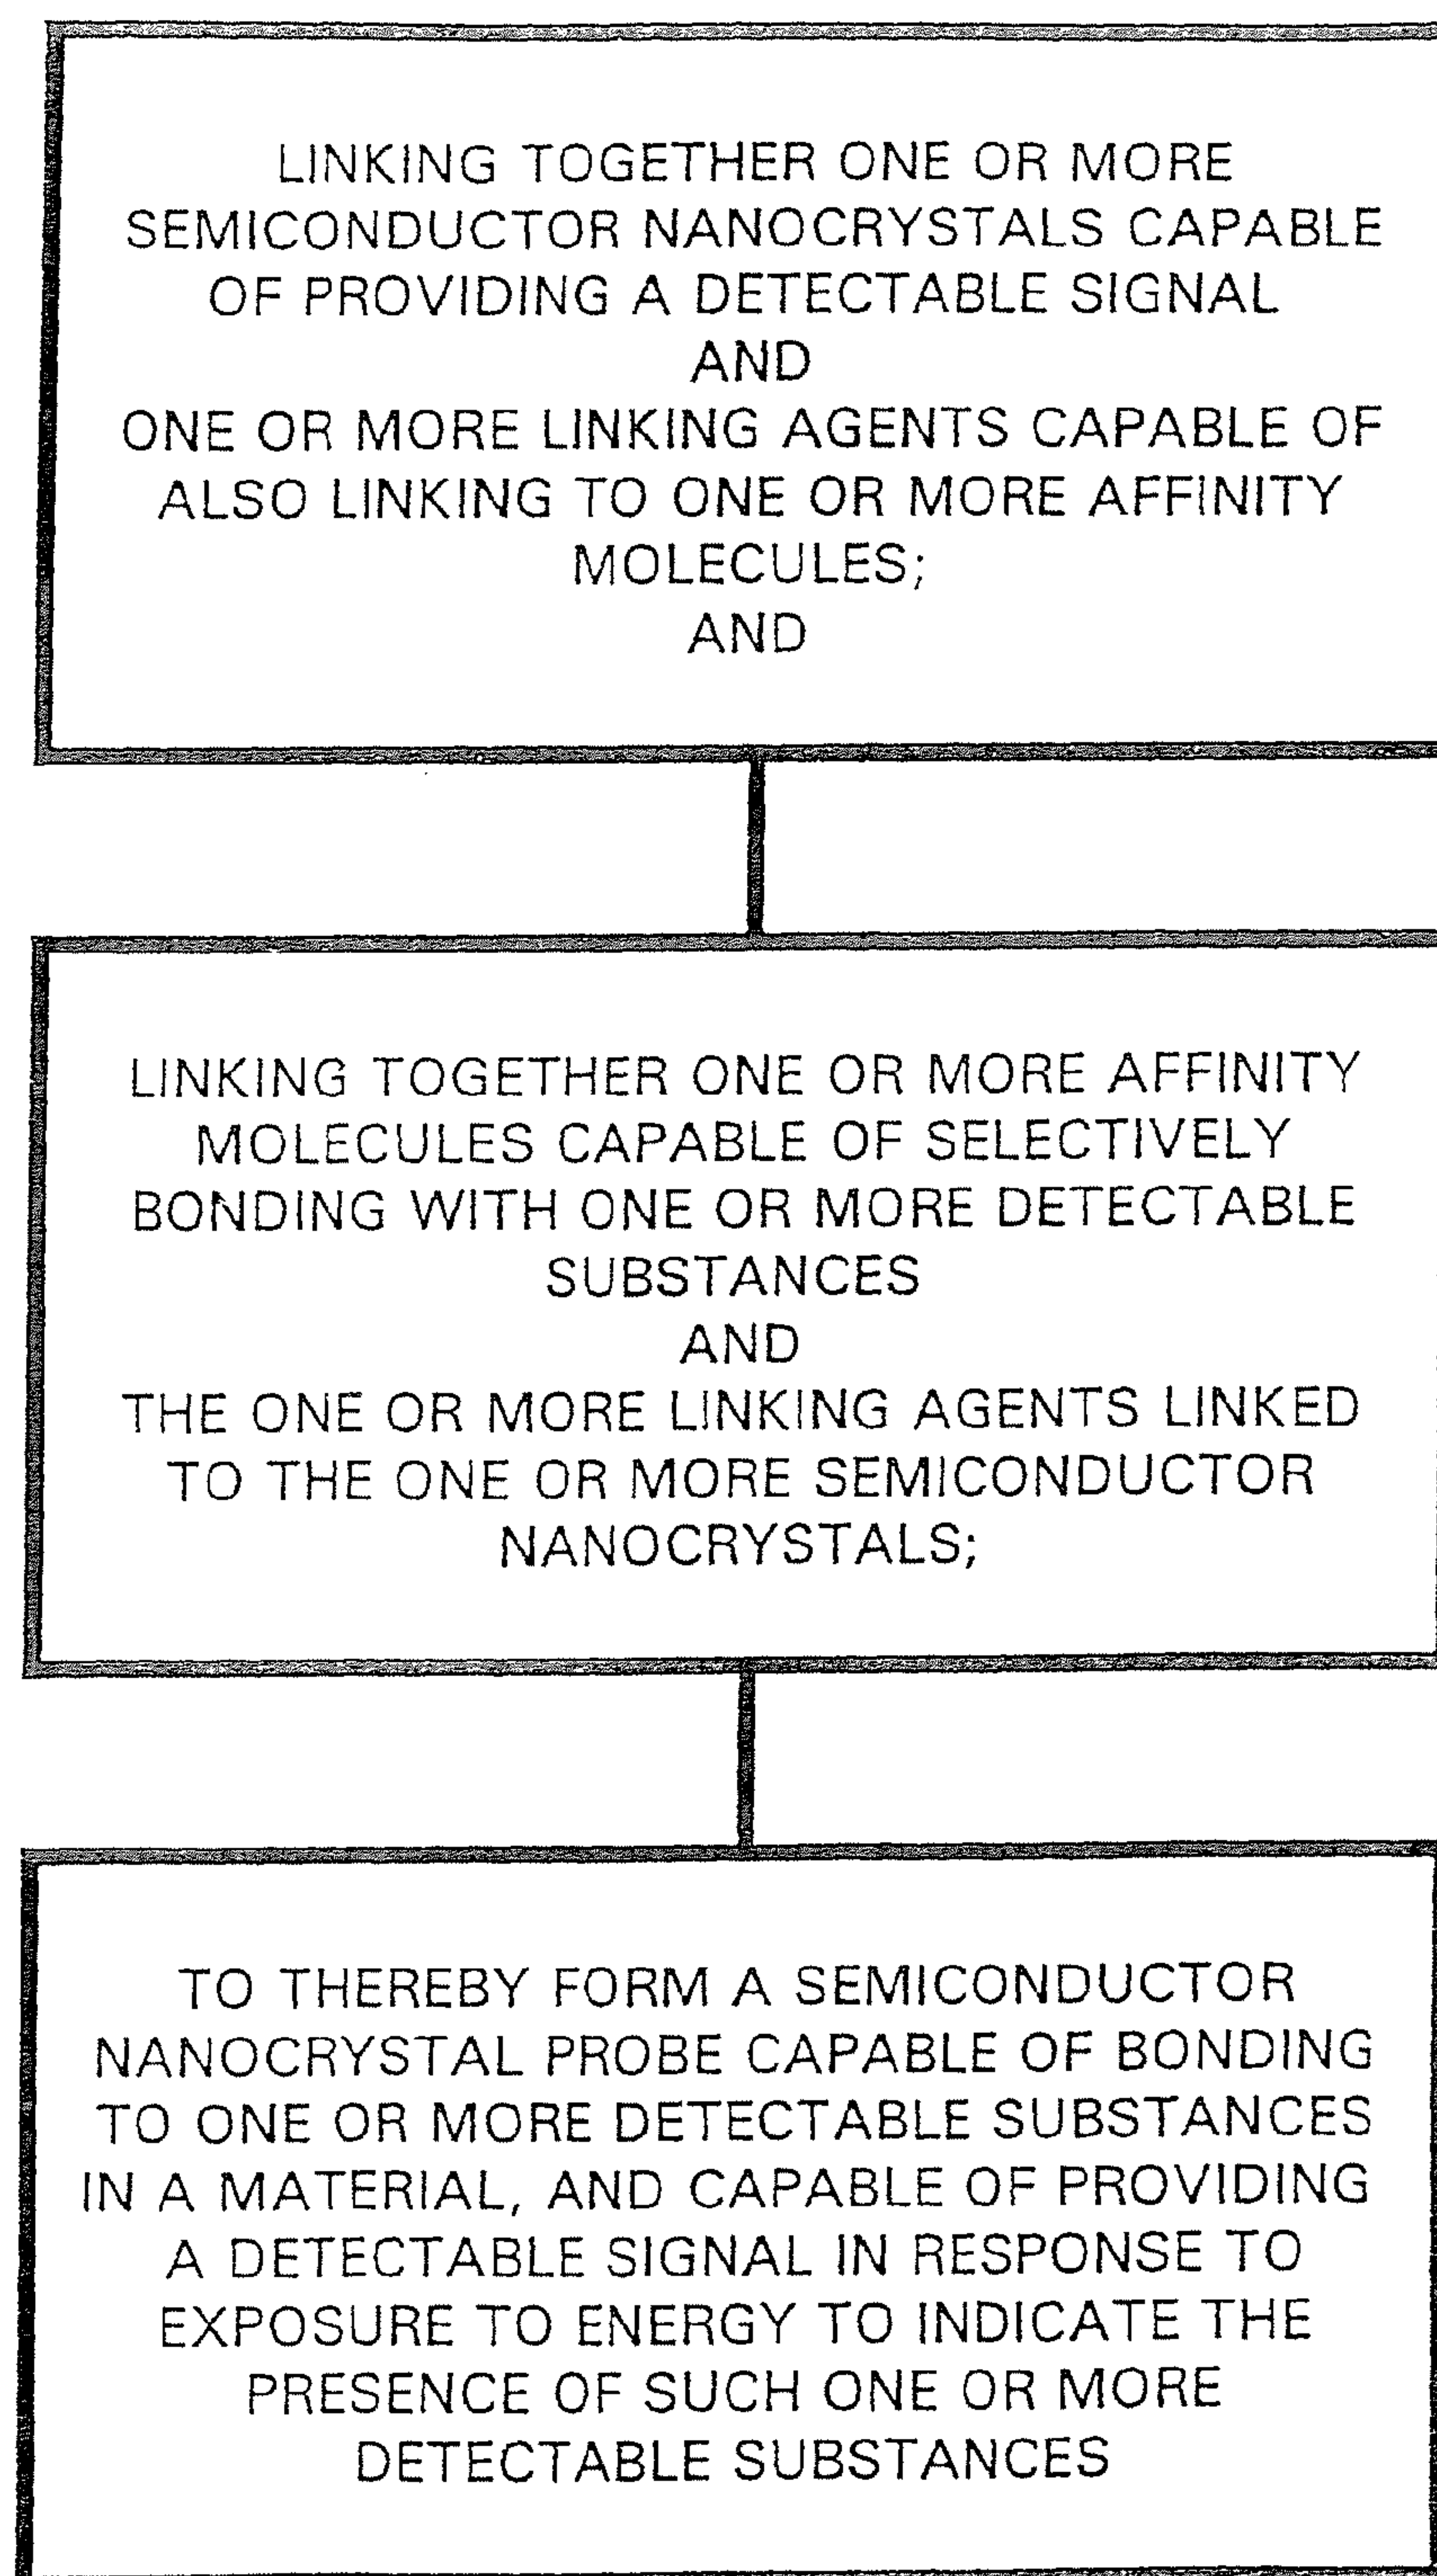 LINKING TOGETHER ONE OR MORE
SEMICONDUCTOR NANOCRYSTALS CAPABLE
OF PROVIDING A DETECTABLE SIGNAL
AND
ONE OR MORE LINKING AGENTS CAPABLE OF
ALSO LINKING TO ONE OR MORE AFFINITY
MOLECULES;
AND
LINKING TOGETHER ONE OR MORE AFFINITY
MOLECULES CAPABLE OF SELECTIVELY
BONDING WITH ONE OR MORE DETECTABLE
SUBSTANCES
AND
THE ONE OR MORE LINKING AGENTS LINKED
TO THE ONE OR MORE SEMICONDUCTOR
NANOCRYSTALS;
TO THEREBY FORM A SEMICONDUCTOR
NANOCRYSTAL PROBE CAPABLE OF BONDING
TO ONE OR MORE DETECTABLE SUBSTANCES
IN A MATERIAL, AND CAPABLE OF PROVIDING
A DETECTABLE SIGNAL IN RESPONSE TO
EXPOSURE TO ENERGY TO INDICATE THE
PRESENCE OF SUCH ONE OR MORE
DETECTABLE SUBSTANCES